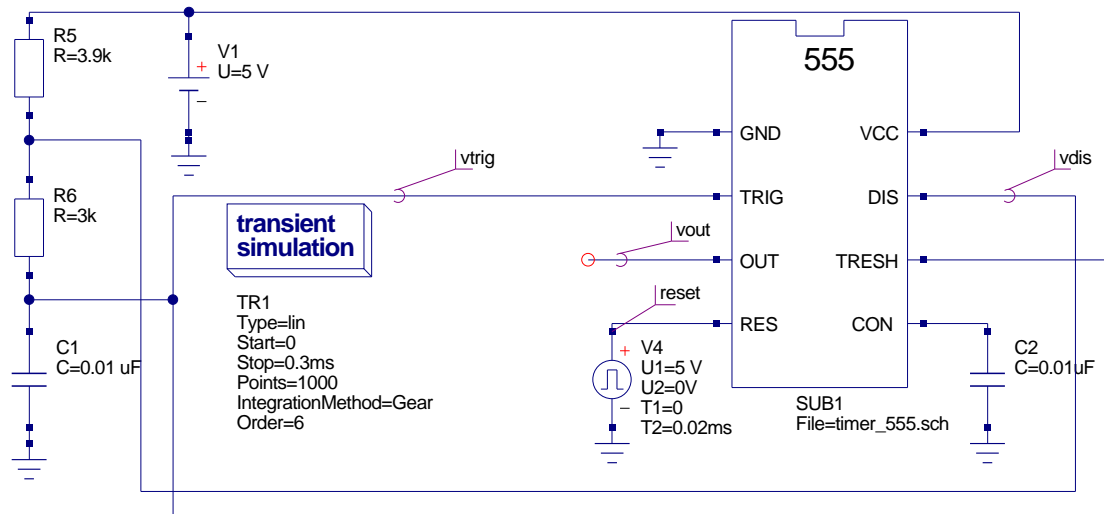 R5
R=3.9k
V1
+
U=5 V
–
555
GND
VCC
vtrig
vdis
R6
R=3k
TRIG
DIS
transient
simulation
vout
OUT
TRESH
reset
TR1
Type=lin
Start=0
Stop=0.3ms
Points=1000
IntegrationMethod=Gear
Order=6
RES
CON
C1
C=0.01 uF
+
V4
U1=5 V
U2=0V
–
T1=0
T2=0.02ms
C2
C=0.01uF
SUB1
File=timer_555.sch